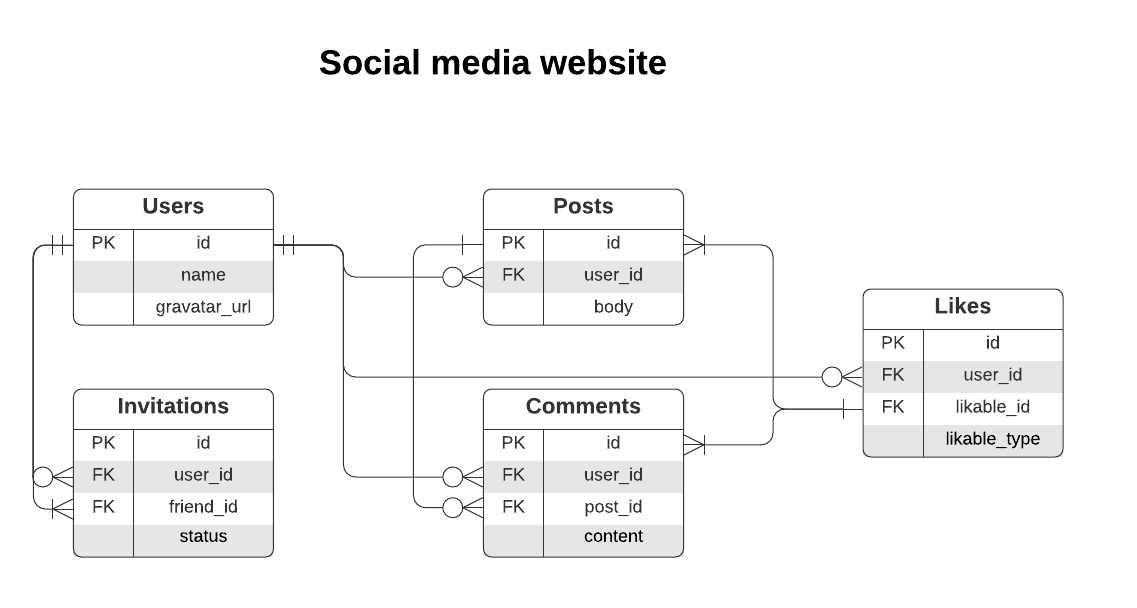 Social media website
Users
PK id
name
gravatar_url
Posts
PK id
FK user_id
body
Likes
PK id
FK user_id
FK likable_id
likable_type
Invitations
PK id
FK user_id
FK friend_id
status
Comments
PK id
FK user_id
FK post_id
content